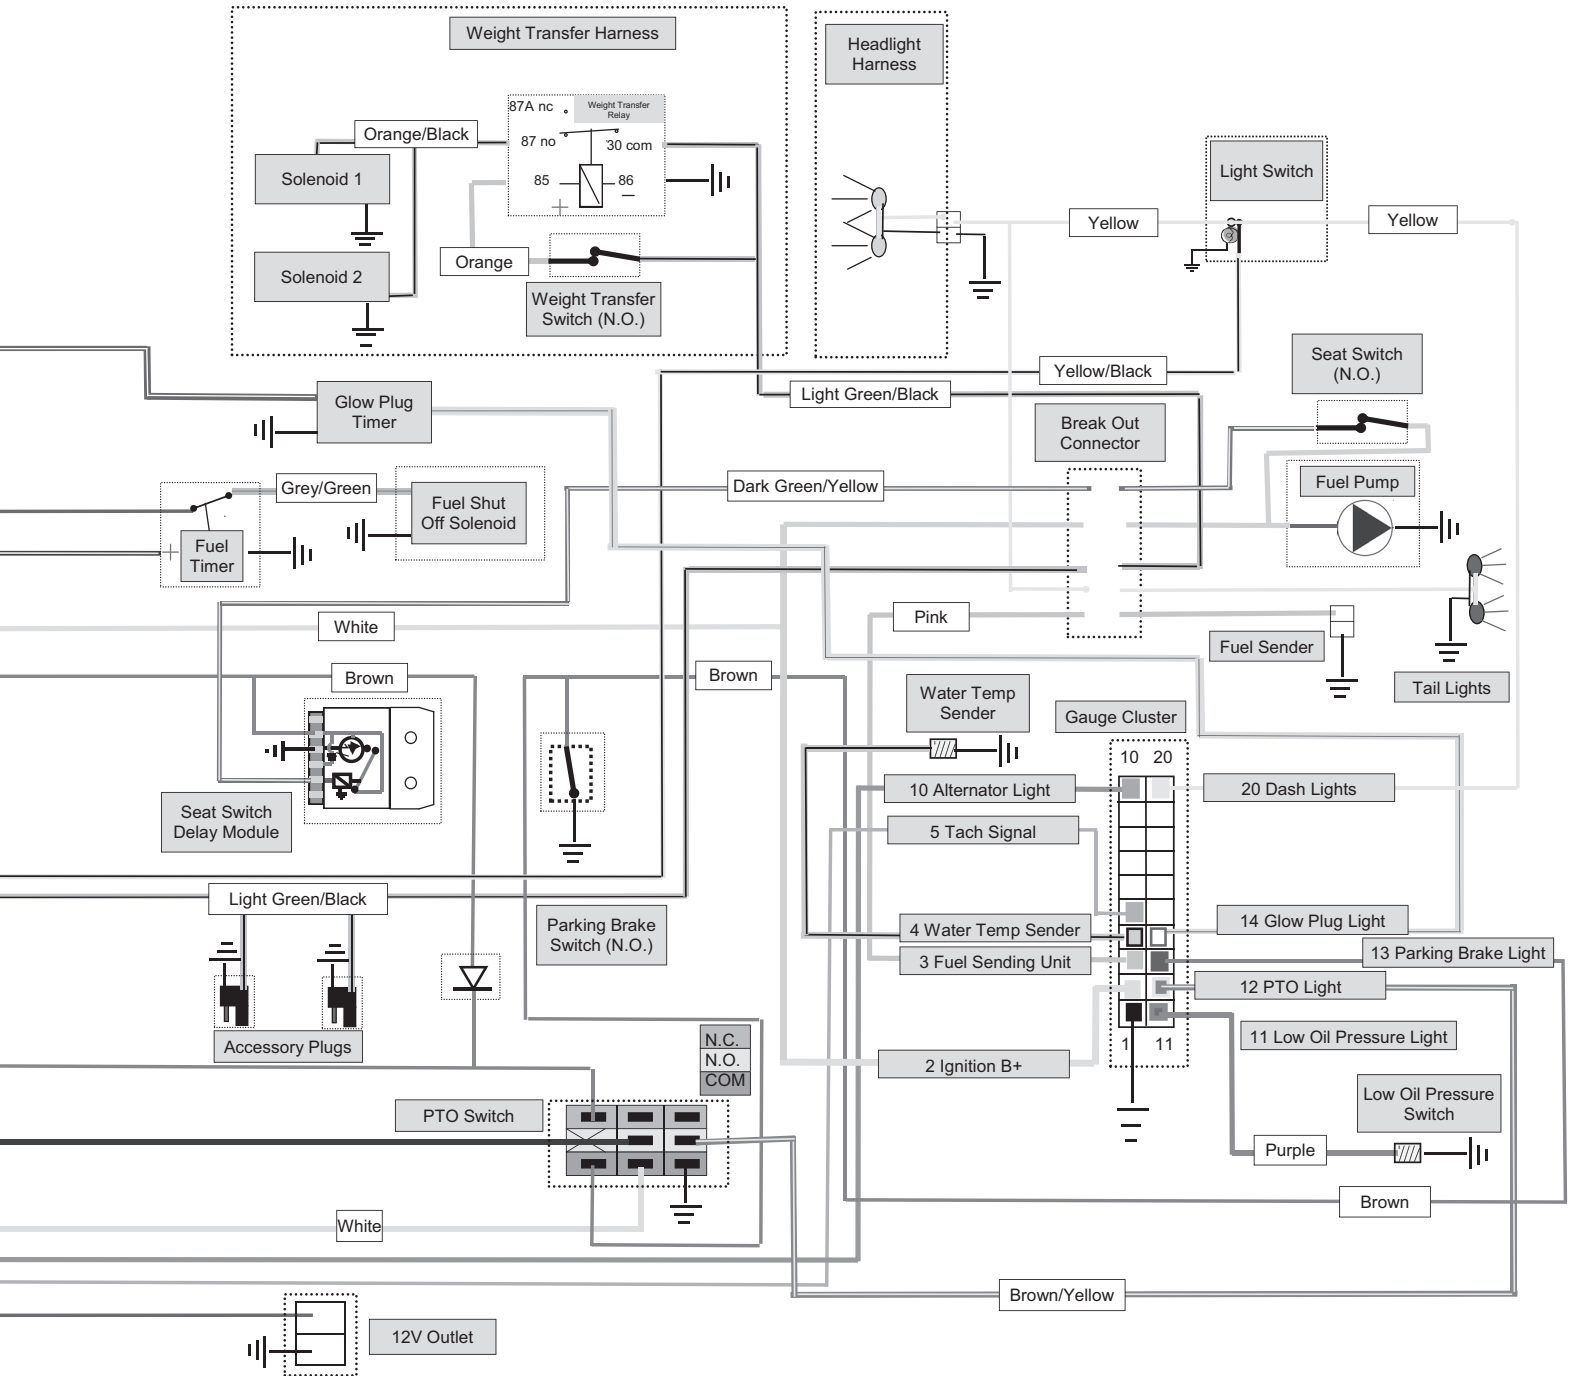 Weight Transfer Harness
Headlight
Harness
87A nc
Weight Transfer
Relay
Orange/Black
87 no
30 com
Solenoid 1
85
86
Light Switch
Yellow
Yellow
Orange
Solenoid 2
Weight Transfer
Switch (N.O.)
Seat Switch
(N.O.)
Yellow/Black
Light Green/Black
Glow Plug
Timer
Break Out
Connector
Grey/Green
Dark Green/Yellow
Fuel Pump
Fuel Shut
Off Solenoid
Fuel
Timer
White
Pink
Fuel Sender
Brown
Brown
Water Temp
Sender
Tail Lights
Gauge Cluster
10 20
10 Alternator Light
20 Dash Lights
Seat Switch
Delay Module
5 Tach Signal
Light Green/Black
Parking Brake
Switch (N.O.)
4 Water Temp Sender
14 Glow Plug Light
3 Fuel Sending Unit
13 Parking Brake Light
12 PTO Light
Accessory Plugs
N.C.
N.O.
COM
1 11
11 Low Oil Pressure Light
2 Ignition B+
PTO Switch
Low Oil Pressure
Switch
Purple
Brown
White
Brown/Yellow
12V Outlet